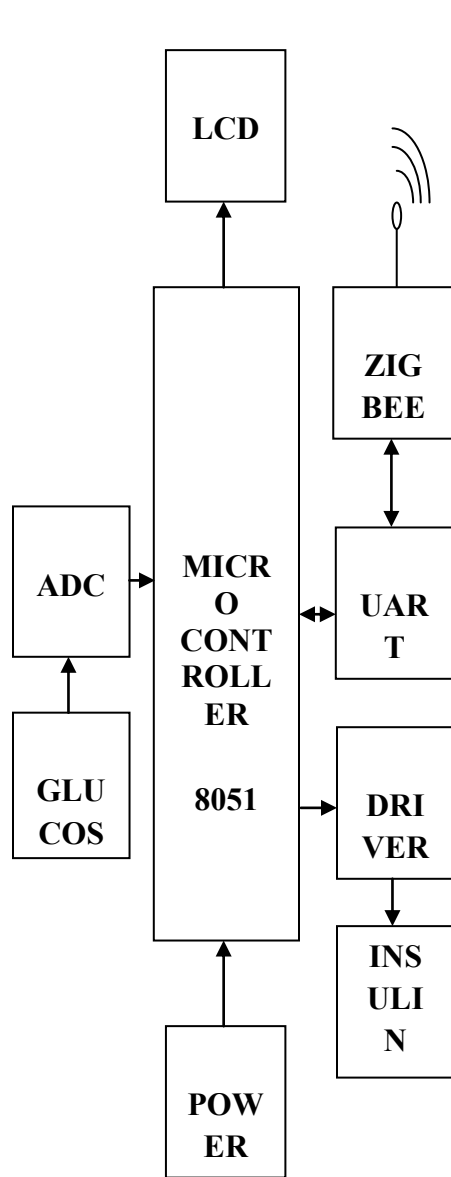 LCD
ZIG
BEE
ADC
MICR
O
CONT
ROLL
ER
8051
UAR
T
GLU
COS
DRI
VER
INS
ULI
N
POW
ER